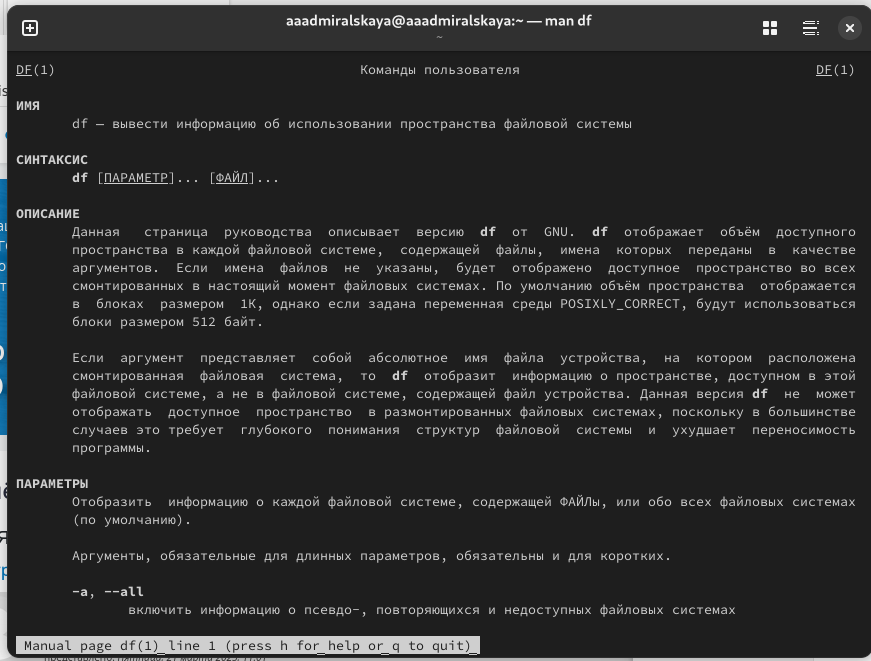 aaadmiralskaya@aaadmiralskaya:~ — man df
~
DF(1) Команды пользователя DF(1)
ИМЯ
df – вывести информацию об использовании пространства файловой системы
СИНТАКСИС
df [ПАРАМЕТР]... [ФАЙЛ]...
ОПИСАНИЕ
Данная страница руководства описывает версию df от GNU. df отображает объём доступного
пространства в каждой файловой системе, содержащей файлы, имена которых переданы в качестве
аргументов. Если имена файлов не указаны, будет отображено доступное пространство во всех
смонтированных в настоящий момент файловых системах. По умолчанию объём пространства отображается
в блоках размером 1K, однако если задана переменная среды POSIXLY_CORRECT, будут использоваться
блоки размером 512 байт.
Если аргумент представляет собой абсолютное имя файла устройства, на котором расположена
смонтированная файловая система, то df отобразит информацию о пространстве, доступном в этой
файловой системе, а не в файловой системе, содержащей файл устройства. Данная версия df не может
отображать доступное пространство в размонтированных файловых системах, поскольку в большинстве
случаев это требует глубокого понимания структур файловой системы и ухудшает переносимость
программы.
ПАРАМЕТРЫ
Отобразить информацию о каждой файловой системе, содержащей ФАЙЛы, или обо всех файловых системах
(по умолчанию).
Аргументы, обязательные для длинных параметров, обязательны и для коротких.
-a, --all
включить информацию о псевдо-, повторяющихся и недоступных файловых системах
Manual page df(1) line 1 (press h for help or q to quit)